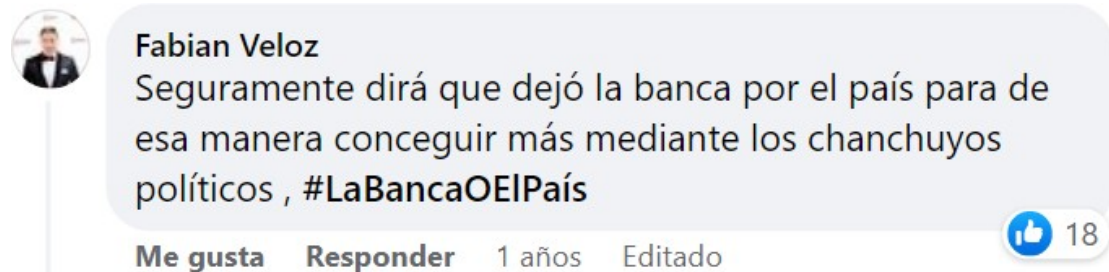 Fabian Veloz
Seguramente dirá que dejó la banca por el país para de
esa manera conceguir más mediante los chanchuyos
políticos , #LaBancaOElPaís
18
Me gusta Responder 1 años Editado